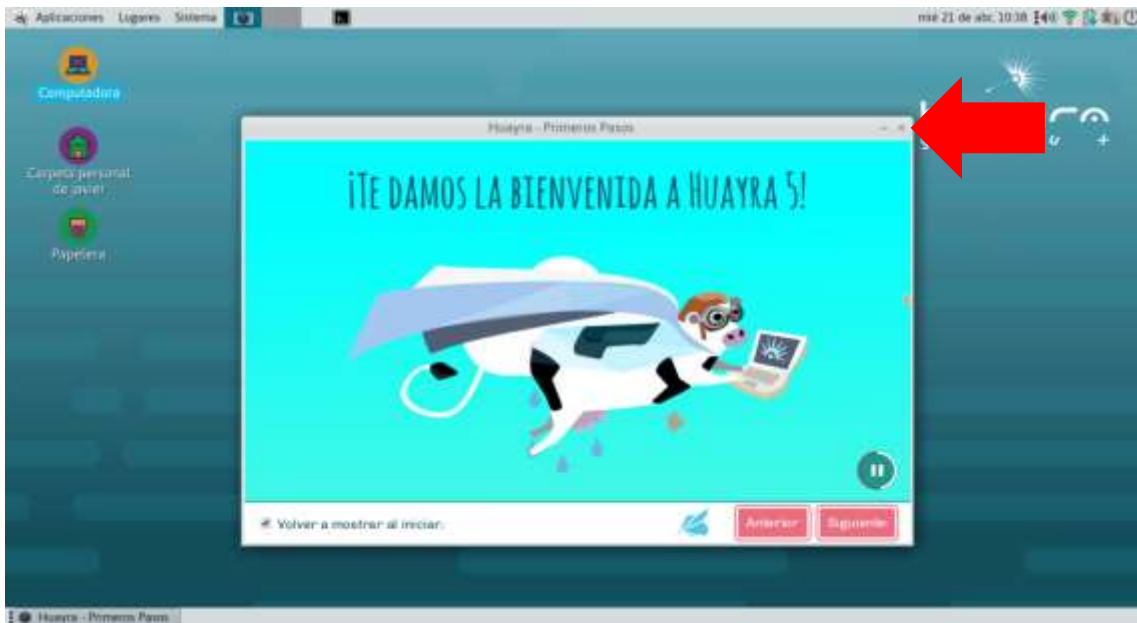 Aplicaciones Lugares Sistema
mié 21 de abr, 10:38
Computadora
Carpeta personal
de javier
Papelera
Huayra - Primeros Pasos
¡TE DAMOS LA BIENVENIDA A HUAYRA 5!
Volver a mostrar al iniciar.
Anterior Siguiente
Huayra - Primeros Pasos